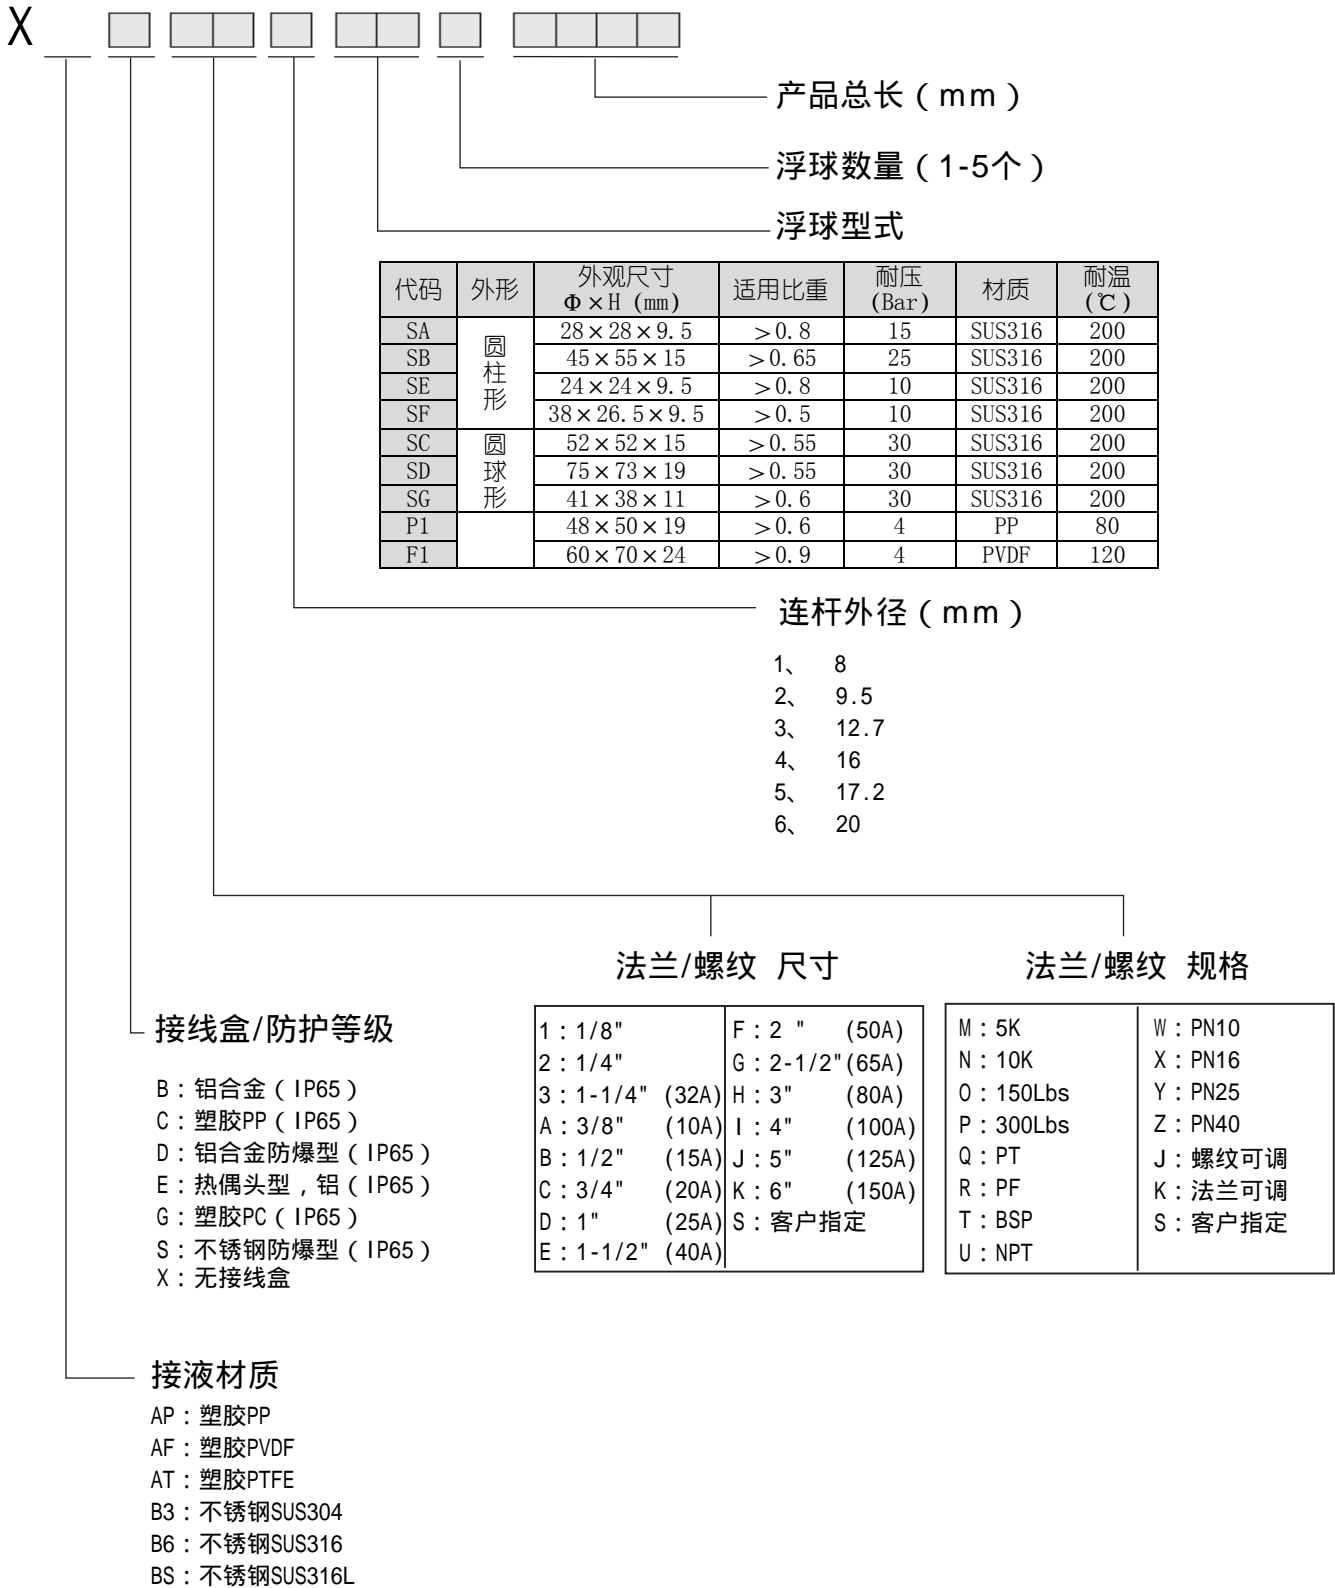 X
产品总长（mm）
浮球数量（1-5个）
浮球型式
代码 外形 外观尺寸 Φ×H (mm) 适用比重 耐压 (Bar) 材质 耐温 (℃)
SA 圆柱形 28×28×9.5 >0.8 15 SUS316 200
SB 45×55×15 >0.65 25 SUS316 200
SE 24×24×9.5 >0.8 10 SUS316 200
SF 38×26.5×9.5 >0.5 10 SUS316 200
SC 圆球形 52×52×15 >0.55 30 SUS316 200
SD 75×73×19 >0.55 30 SUS316 200
SG 41×38×11 >0.6 30 SUS316 200
P1 48×50×19 >0.6 4 PP 80
F1 60×70×24 >0.9 4 PVDF 120
连杆外径（mm）
1、 8
2、 9.5
3、 12.7
4、 16
5、 17.2
6、 20
法兰/螺纹 尺寸
1：1/8"
2：1/4"
3：1-1/4" (32A)
A：3/8" (10A)
B：1/2" (15A)
C：3/4" (20A)
D：1" (25A)
E：1-1/2" (40A)
F：2 " (50A)
G：2-1/2" (65A)
H：3" (80A)
I：4" (100A)
J：5" (125A)
K：6" (150A)
S：客户指定
法兰/螺纹 规格
M：5K
N：10K
O：150Lbs
P：300Lbs
Q：PT
R：PF
T：BSP
U：NPT
W：PN10
X：PN16
Y：PN25
Z：PN40
J：螺纹可调
K：法兰可调
S：客户指定
接线盒/防护等级
B：铝合金（IP65）
C：塑胶PP（IP65）
D：铝合金防爆型（IP65）
E：热偶头型，铝（IP65）
G：塑胶PC（IP65）
S：不锈钢防爆型（IP65）
X：无接线盒
接液材质
AP：塑胶PP
AF：塑胶PVDF
AT：塑胶PTFE
B3：不锈钢SUS304
B6：不锈钢SUS316
BS：不锈钢SUS316L